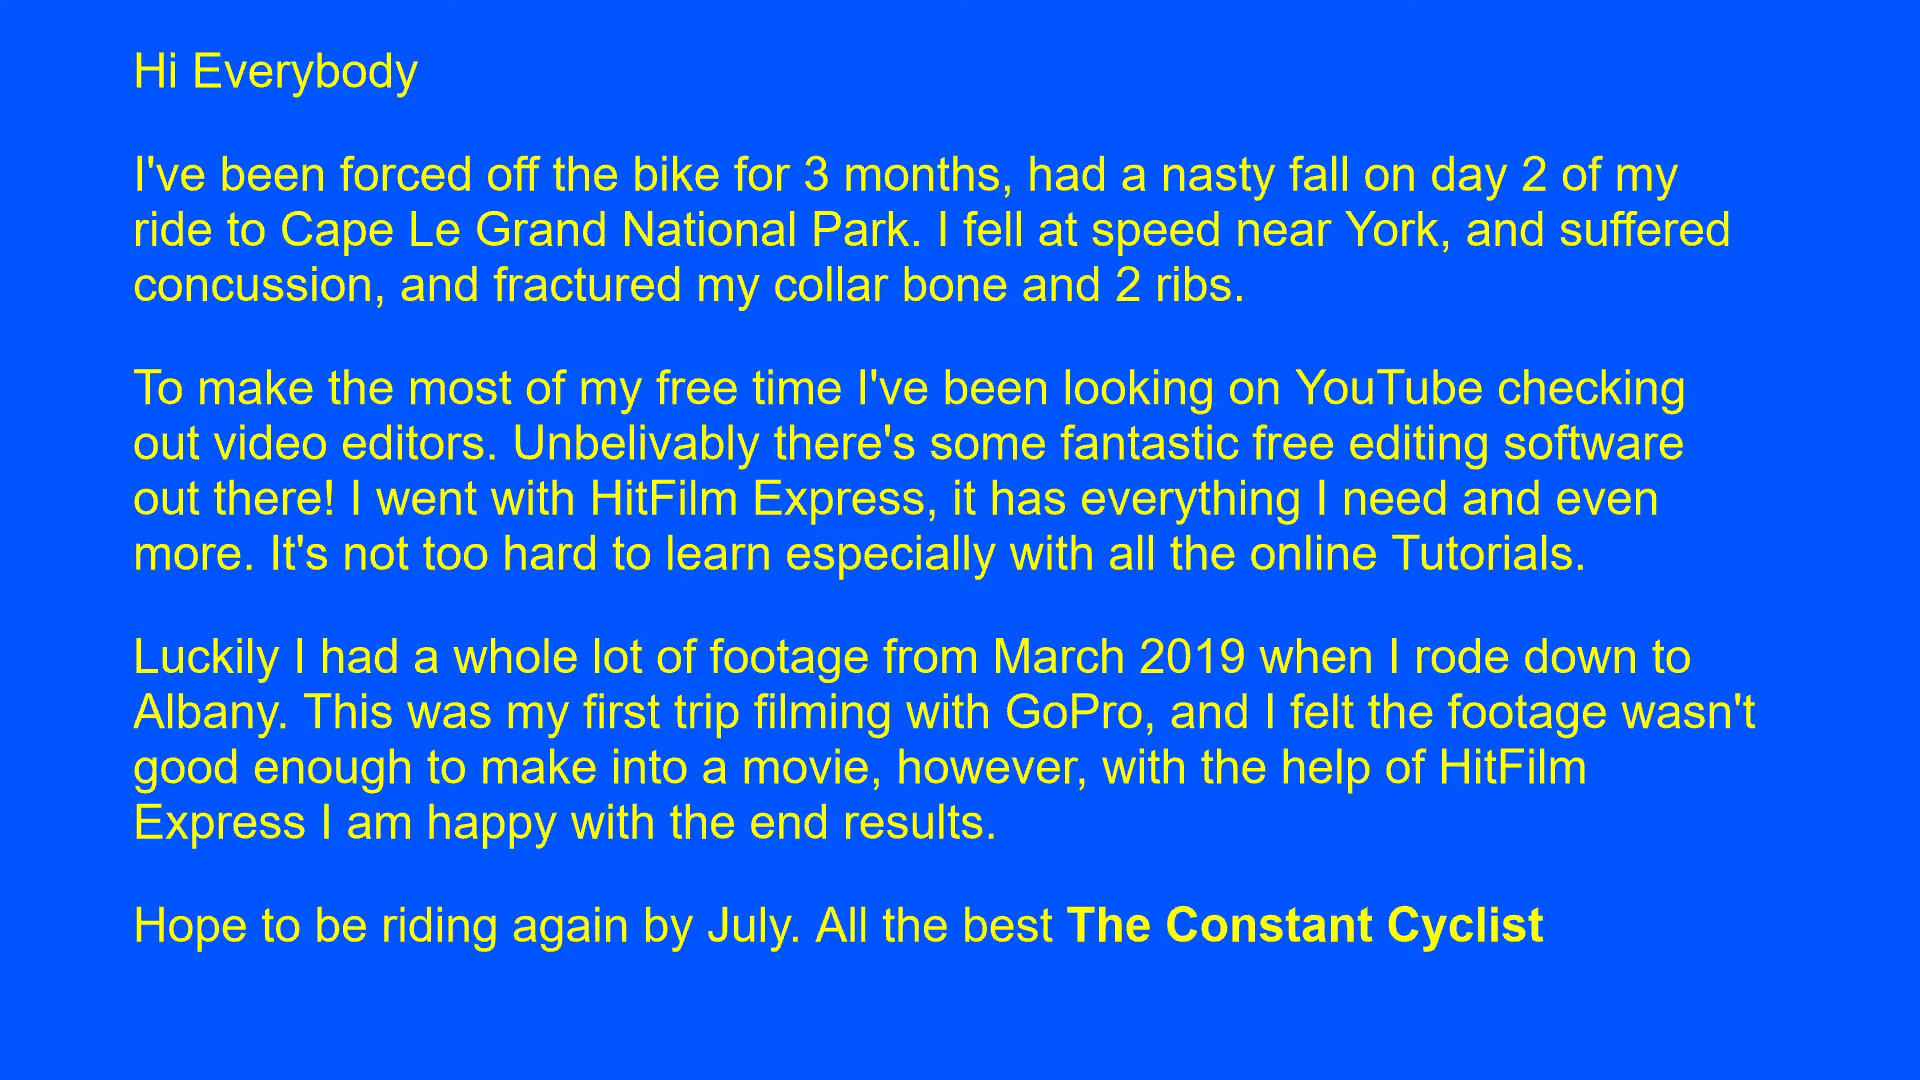 Hi Everybody
I've been forced off the bike for 3 months, had a nasty fall on day 2 of my
ride to Cape Le Grand National Park. I fell at speed near York, and suffered
concussion, and fractured my collar bone and 2 ribs.
To make the most of my free time I've been looking on YouTube checking
out video editors. Unbelivably there's some fantastic free editing software
out there! I went with HitFilm Express, it has everything I need and even
more. It's not too hard to learn especially with all the online Tutorials.
Luckily I had a whole lot of footage from March 2019 when I rode down to
Albany. This was my first trip filming with GoPro, and I felt the footage wasn't
good enough to make into a movie, however, with the help of HitFilm
Express I am happy with the end results.
Hope to be riding again by July. All the best The Constant Cyclist